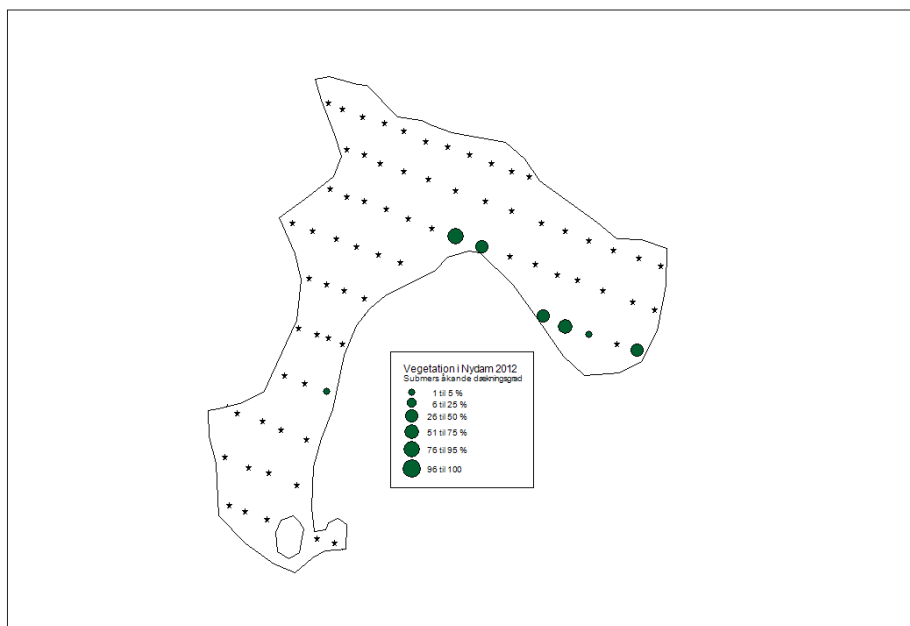 Vegetation i Nydam 2012
Submers åkande dækningsgrad
1 til 5 %
6 til 25 %
26 til 50 %
51 til 75 %
76 til 95 %
96 til 100